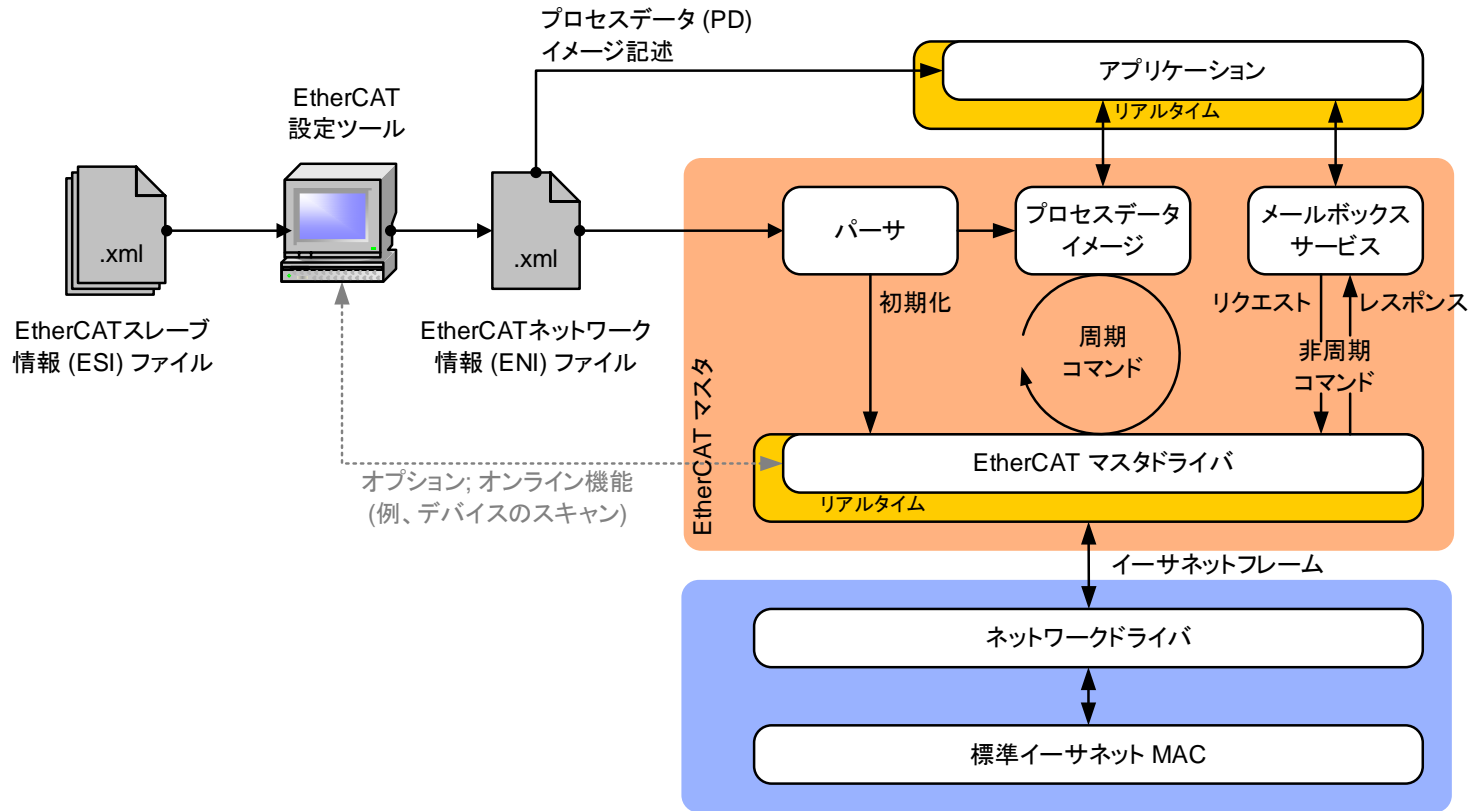 プロセスデータ (PD)
イメージ記述
アプリケーション
リアルタイム
EtherCAT
設定ツール
.xml
.xml
EtherCATスレーブ
情報 (ESI) ファイル
EtherCATネットワーク
情報 (ENI) ファイル
パーサ
プロセスデータ
イメージ
メールボックス
サービス
初期化
周期
コマンド
リクエスト
レスポンス
非周期
コマンド
EtherCAT マスタ
EtherCAT マスタドライバ
リアルタイム
オプション; オンライン機能
(例、デバイスのスキャン)
イーサネットフレーム
ネットワークドライバ
標準イーサネット MAC